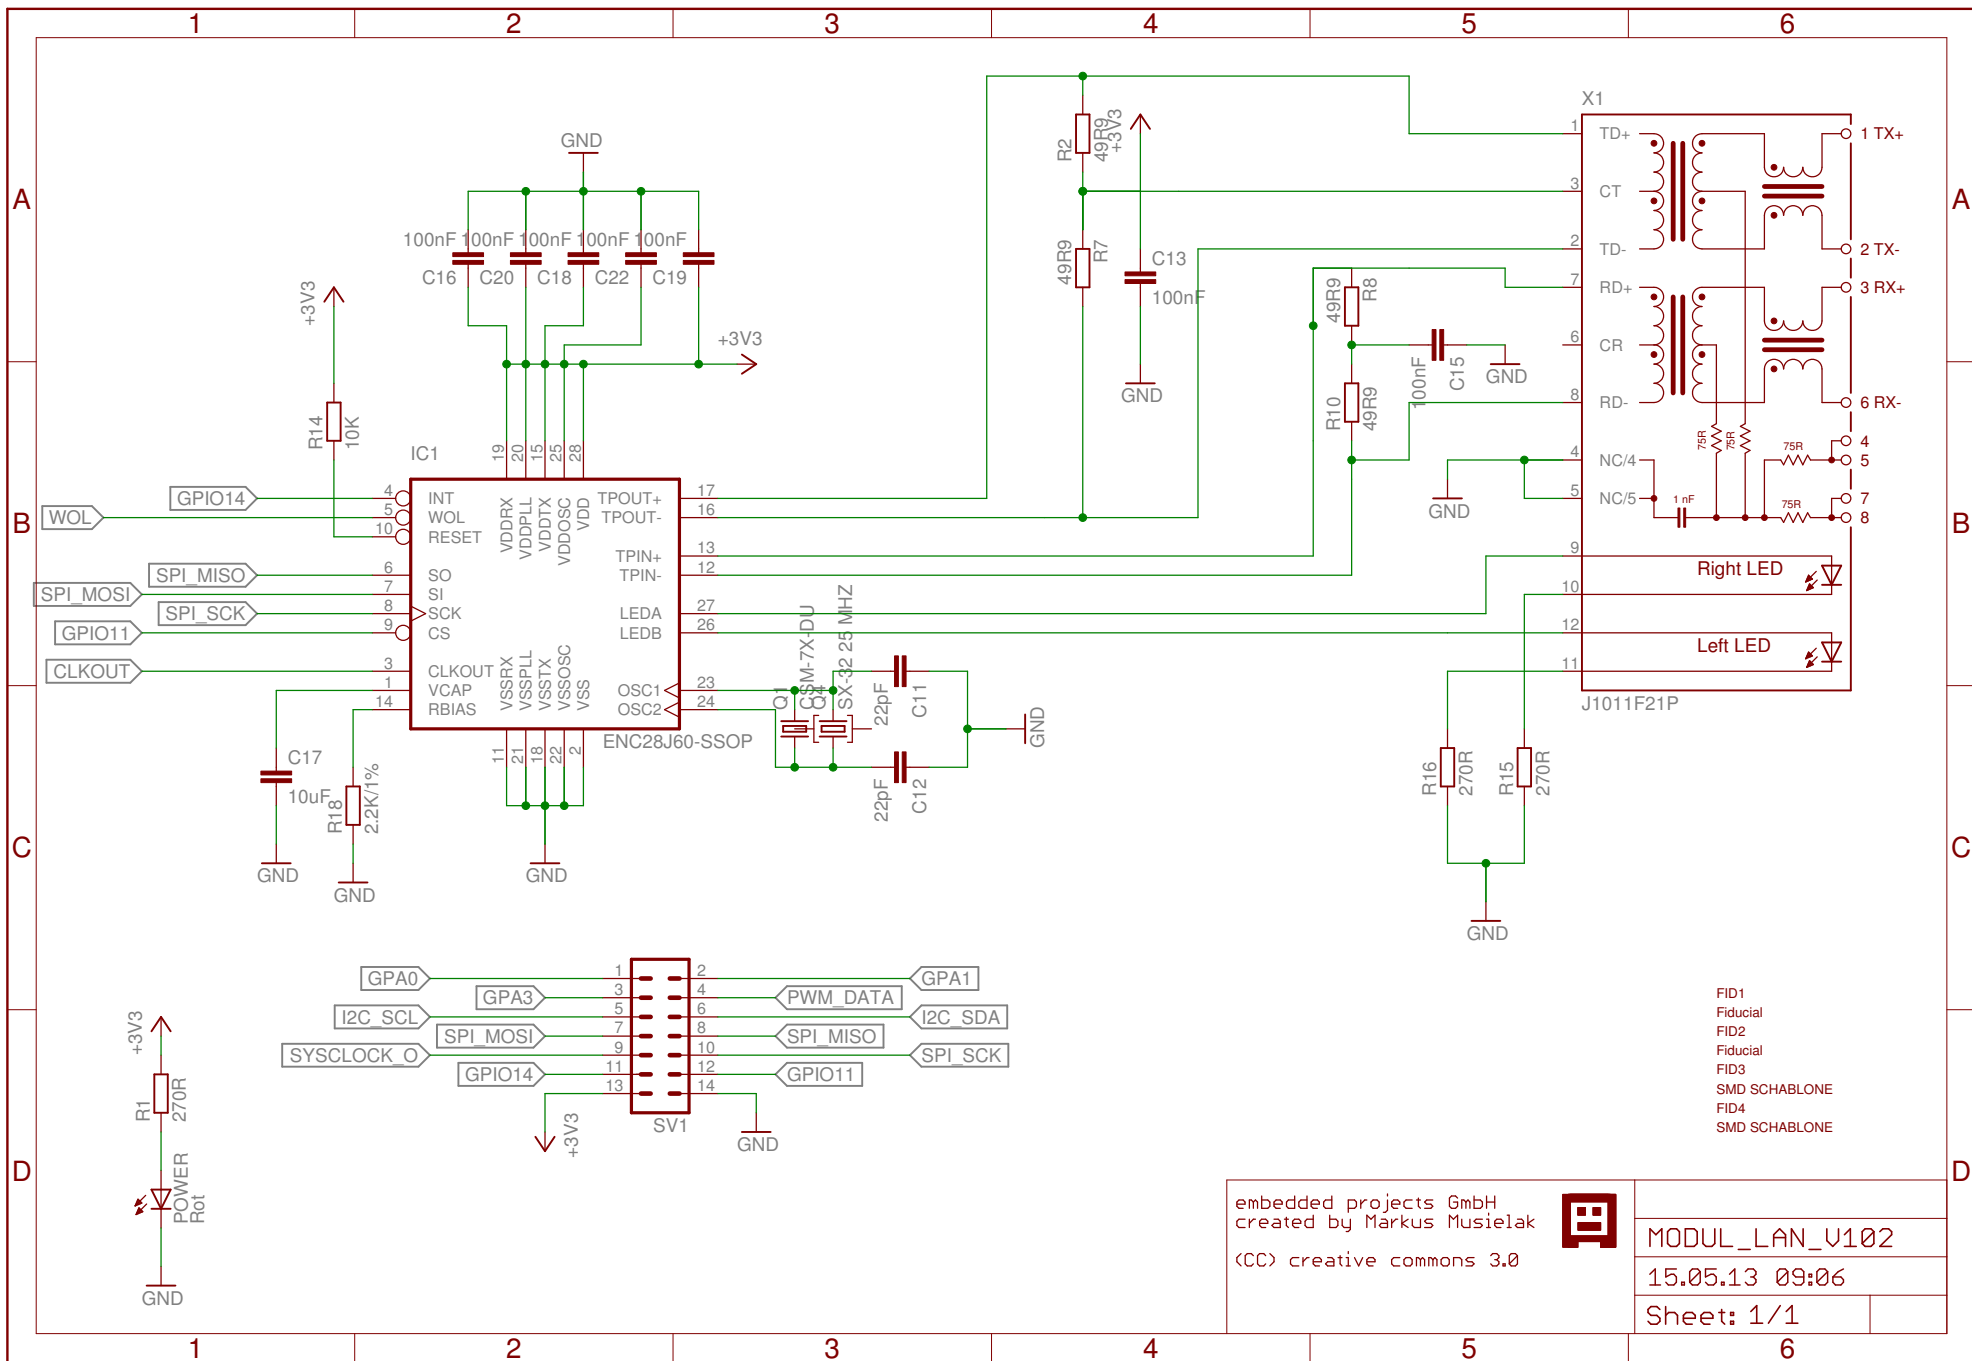 1 2 3 4 5 6
A A
B B
C C
D D
GND
100nF 100nF 100nF 100nF 100nF
C16 C20 C18 C22 C19
+3V3
+3V3
R14
10K
IC1
19 20 15 25 28
GPIO14
WOL
SPI_MISO
SPI_MOSI
SPI_SCK
GPIO11
CLKOUT
4 INT
5 WOL
10 RESET
6 SO
7 SI
8 SCK
9 CS
3 CLKOUT
1 VCAP
14 RBIAS
VDDRX
VDDPLL
VDDTX
VDDOSC
VDD
VSSRX
VSSPLL
VSSTX
VSSOSC
VSS
TPOUT+ 17
TPOUT- 16
TPIN+ 13
TPIN- 12
LEDA 27
LEDB 26
OSC1 23
OSC2 24
ENC28J60-SSOP
11 21 18 22 2
GND
C17
10uF
GND
R18
2.2K/1%
GND
Q1
CSM-7X-DU
Q4
SX-32 25 MHZ
22pF
C11
22pF
C12
GND
R2
49R9
+3V3
49R9
R7
C13
100nF
GND
49R9
R8
R10
49R9
100nF
C15
GND
GND
X1
1 TD+
3 CT
2 TD-
7 RD+
6 CR
8 RD-
4 NC/4
5 NC/5
9
10
12
11
1 TX+
2 TX-
3 RX+
6 RX-
4
5
7
8
75R
75R
75R
75R
1 nF
Right LED
Left LED
J1011F21P
R16
270R
R15
270R
GND
GPA0 1 2 GPA1
GPA3 3 4 PWM_DATA
I2C_SCL 5 6 I2C_SDA
SPI_MOSI 7 8 SPI_MISO
SYSCLOCK_O 9 10 SPI_SCK
GPIO14 11 12 GPIO11
13 14
SV1
+3V3
GND
+3V3
R1
270R
POWER
Rot
GND
FID1
Fiducial
FID2
Fiducial
FID3
SMD SCHABLONE
FID4
SMD SCHABLONE
embedded projects GmbH
created by Markus Musielak
(CC) creative commons 3.0
MODUL_LAN_V102
15.05.13 09:06
Sheet: 1/1
1 2 3 4 5 6